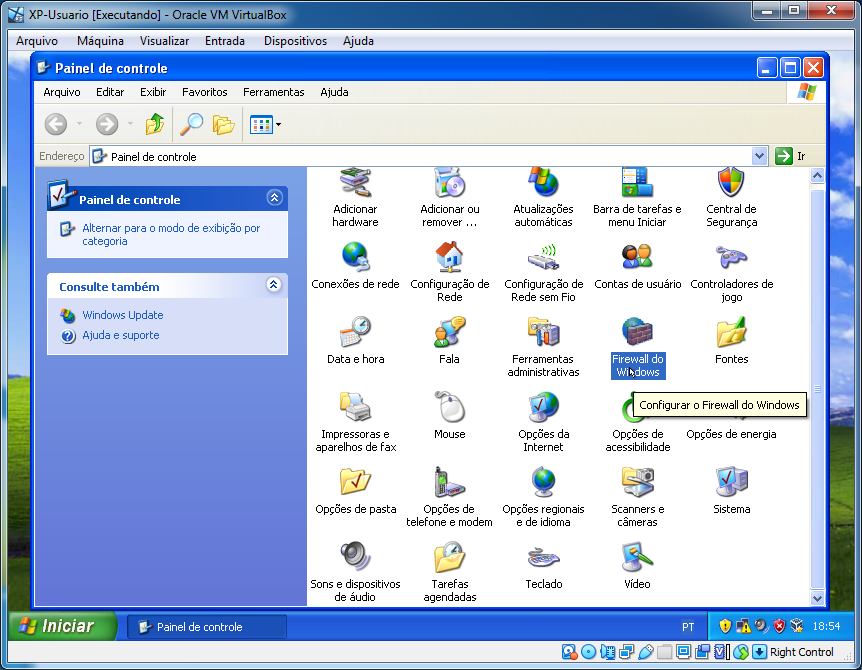 XP-Usuario [Executando] - Oracle VM VirtualBox
Arquivo Máquina Visualizar Entrada Dispositivos Ajuda
Painel de controle
Arquivo Editar Exibir Favoritos Ferramentas Ajuda
Endereço Painel de controle Ir
Painel de controle
Alternar para o modo de exibição por
categoria
Consulte também
Windows Update
Ajuda e suporte
Adicionar
hardware
Adicionar ou
remover ...
Atualizações
automáticas
Barra de tarefas e
menu Iniciar
Central de
Segurança
Conexões de rede
Configuração de
Rede
Configuração de
Rede sem Fio
Contas de usuário
Controladores de
jogo
Data e hora
Fala
Ferramentas
administrativas
Firewall do
Windows
Fontes
Configurar o Firewall do Windows
Impressoras e
aparelhos de fax
Mouse
Opções da
Internet
Opções de
acessibilidade
Opções de energia
Opções de pasta
Opções de
telefone e modem
Opções regionais
e de idioma
Scanners e
câmeras
Sistema
Sons e dispositivos
de áudio
Tarefas
agendadas
Teclado
Vídeo
Iniciar
Painel de controle
PT
18:54
Right Control